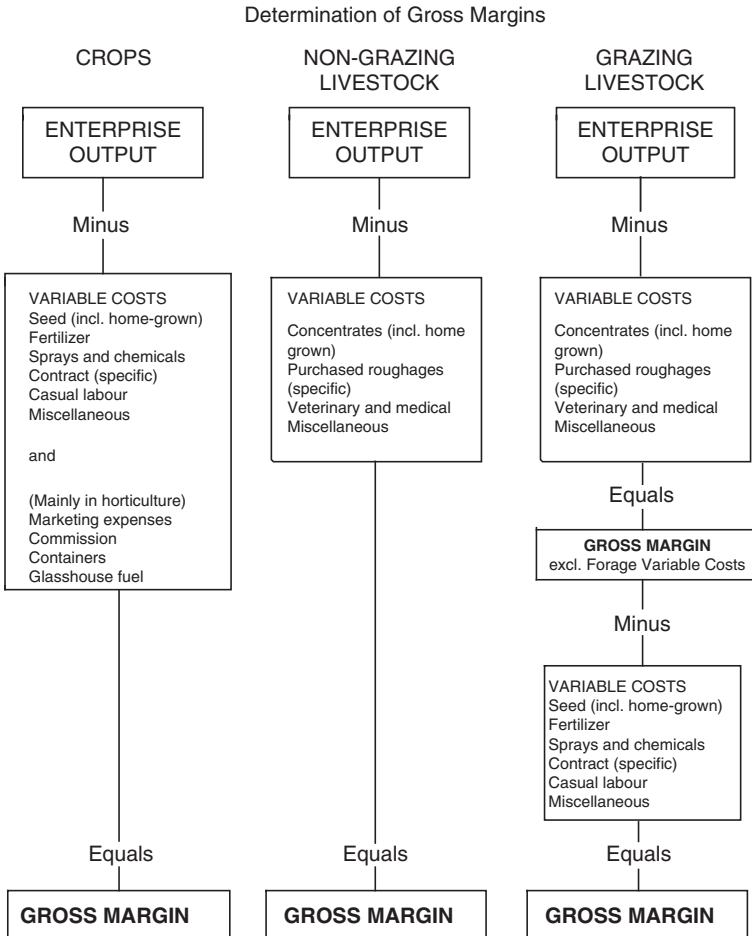 Determination of Gross Margins
CROPS
ENTERPRISE
OUTPUT
Minus
VARIABLE COSTS
Seed (incl. home-grown)
Fertilizer
Sprays and chemicals
Contract (specific)
Casual labour
Miscellaneous
and
(Mainly in horticulture)
Marketing expenses
Commission
Containers
Glasshouse fuel
Equals
GROSS MARGIN
NON-GRAZING
LIVESTOCK
ENTERPRISE
OUTPUT
Minus
VARIABLE COSTS
Concentrates (incl. home
grown)
Purchased roughages
(specific)
Veterinary and medical
Miscellaneous
Equals
GROSS MARGIN
GRAZING
LIVESTOCK
ENTERPRISE
OUTPUT
Minus
VARIABLE COSTS
Concentrates (incl. home
grown)
Purchased roughages
(specific)
Veterinary and medical
Miscellaneous
Equals
GROSS MARGIN
excl. Forage Variable Costs
Minus
VARIABLE COSTS
Seed (incl. home-grown)
Fertilizer
Sprays and chemicals
Contract (specific)
Casual labour
Miscellaneous
Equals
GROSS MARGIN